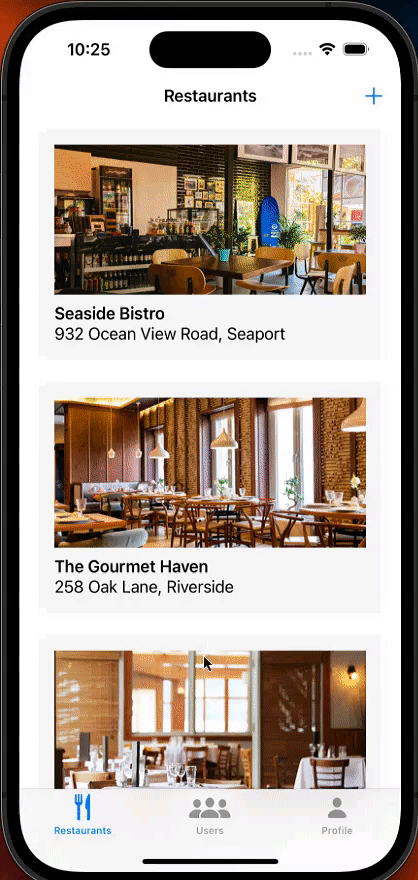 10:25
Restaurants
+
Seaside Bistro
932 Ocean View Road, Seaport
The Gourmet Haven
258 Oak Lane, Riverside
Restaurants
Users
Profile